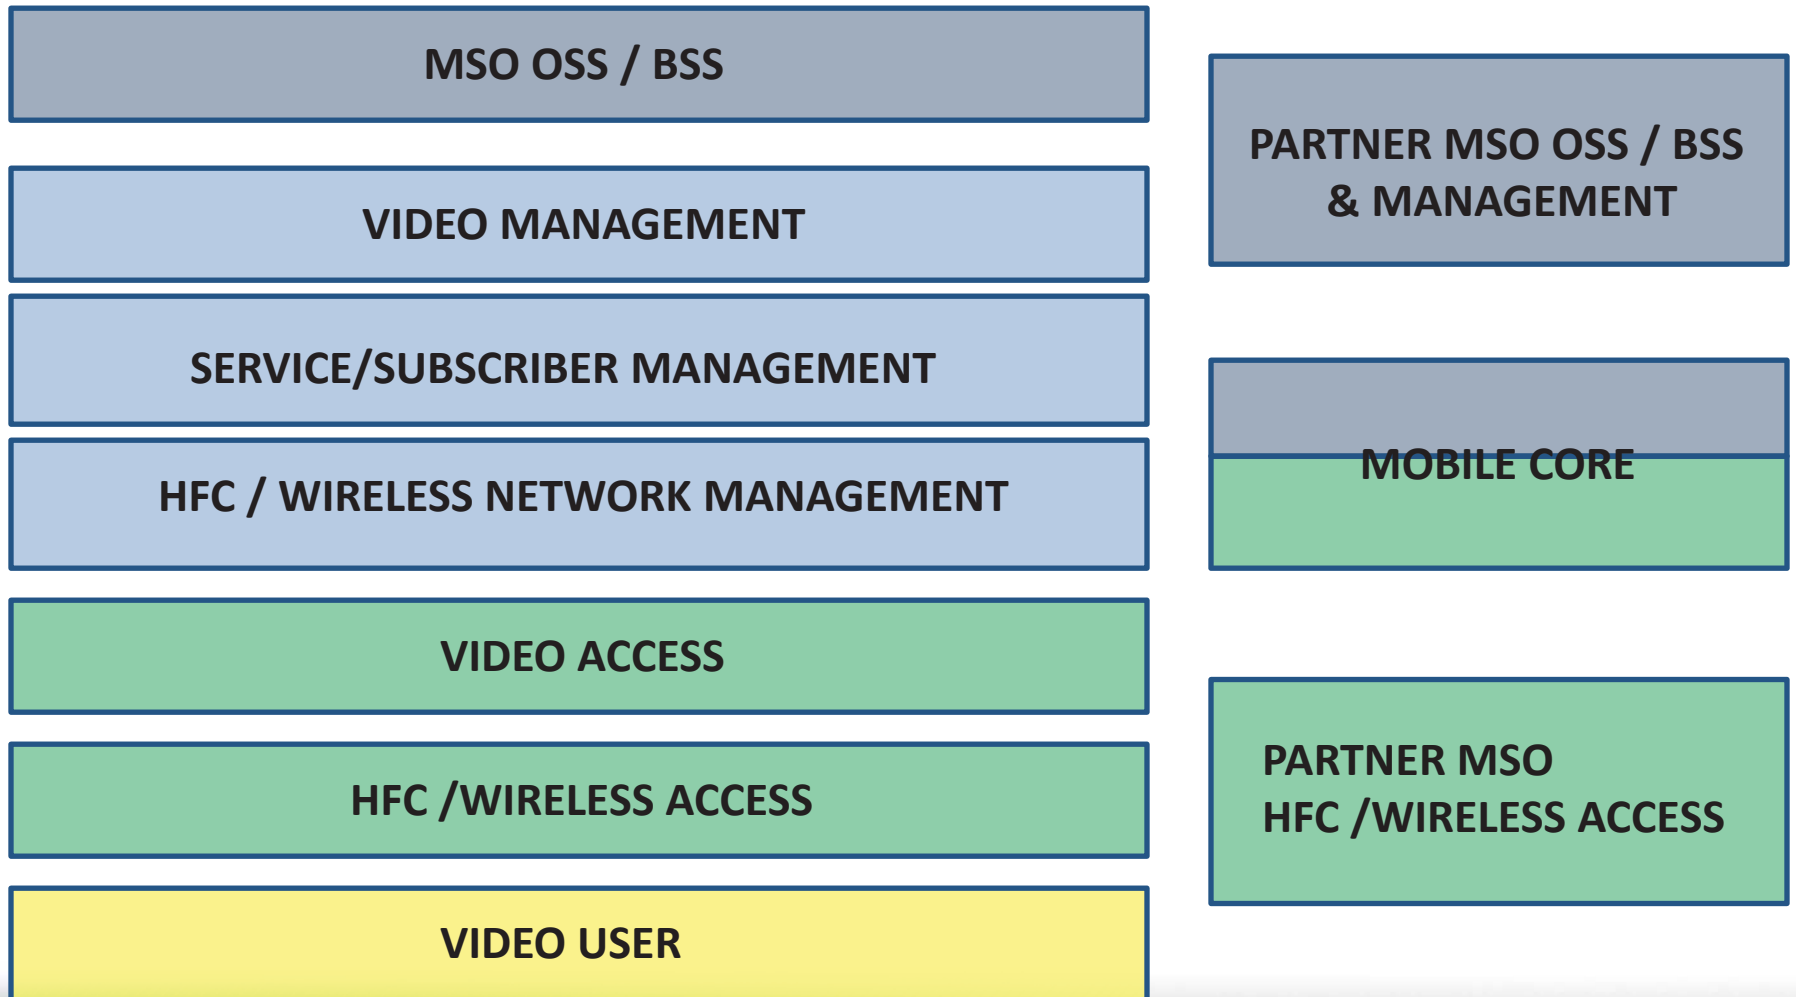 MSO OSS / BSS
VIDEO MANAGEMENT
SERVICE/SUBSCRIBER MANAGEMENT
HFC / WIRELESS NETWORK MANAGEMENT
VIDEO ACCESS
HFC /WIRELESS ACCESS
VIDEO USER
PARTNER MSO OSS / BSS
& MANAGEMENT
MOBILE CORE
PARTNER MSO
HFC /WIRELESS ACCESS